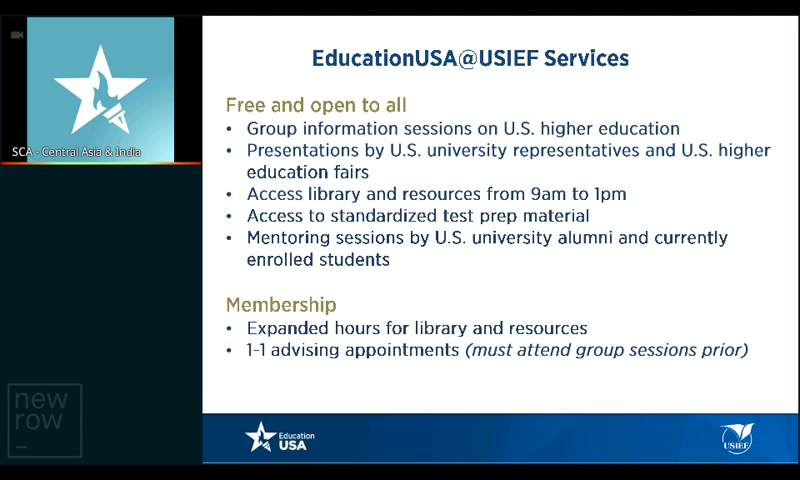 EducationUSA@USIEF Services
Free and open to all
• Group information sessions on U.S. higher education
• Presentations by U.S. university representatives and U.S. higher
education fairs
• Access library and resources from 9am to 1pm
• Access to standardized test prep material
• Mentoring sessions by U.S. university alumni and currently
enrolled students
Membership
• Expanded hours for library and resources
• 1-1 advising appointments (must attend group sessions prior)
SCA - Central Asia & India
new
row
Education
USA
USIEF